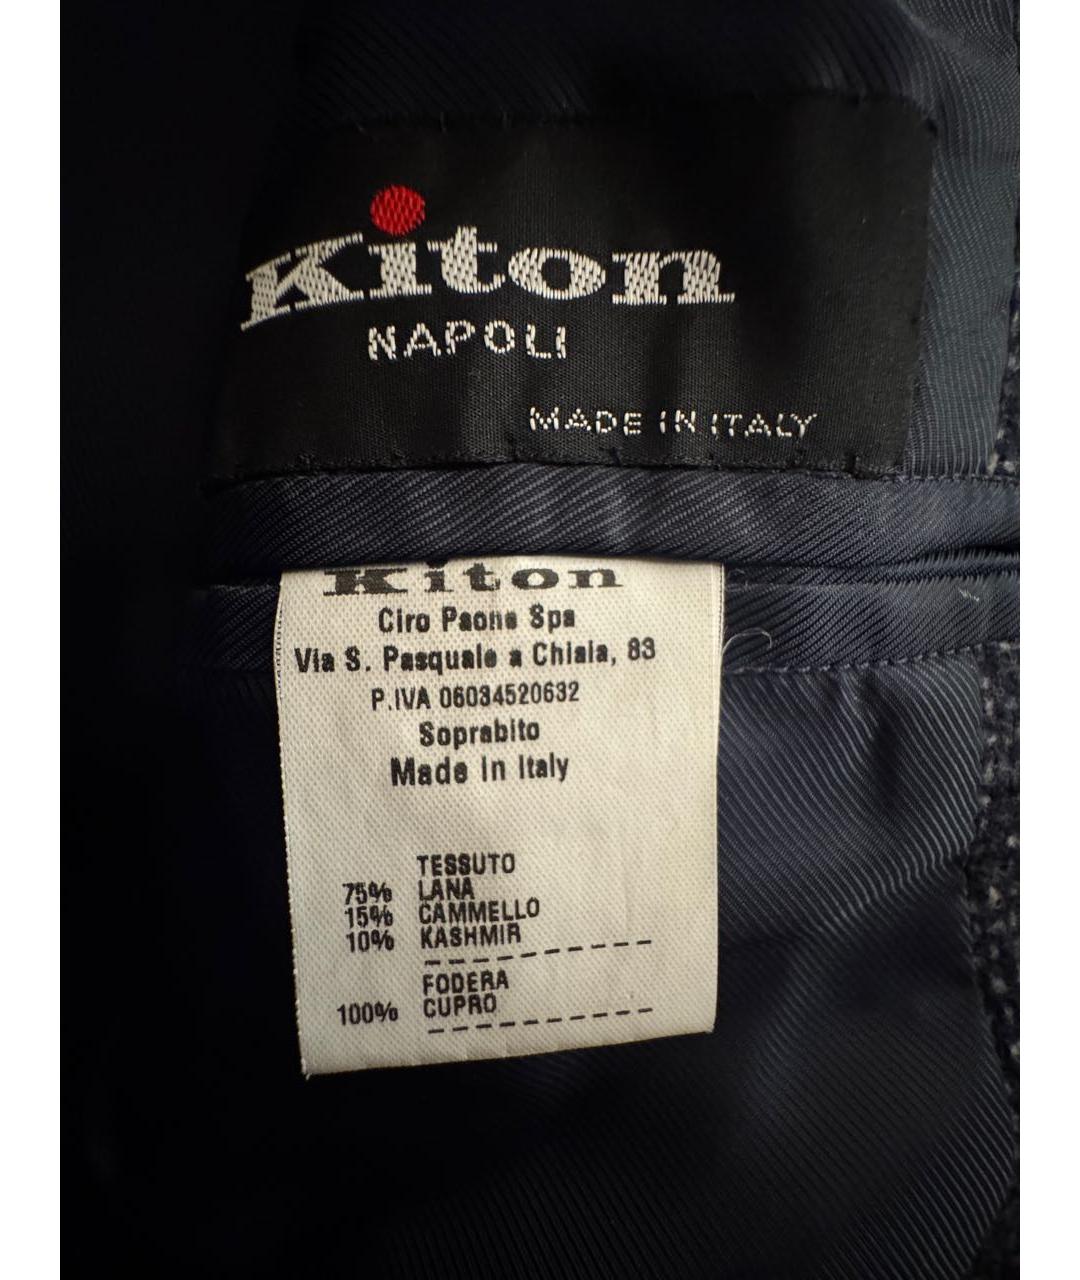 Kiton
NAPOLI
MADE IN ITALY
Kiton
Ciro Paone Spa
Via S. Pasquale a Chiaia, 83
P.IVA 06034520632
Soprabito
Made in Italy
TESSUTO
75% LANA
15% CAMMELLO
10% KASHMIR
FODERA
100% CUPRO